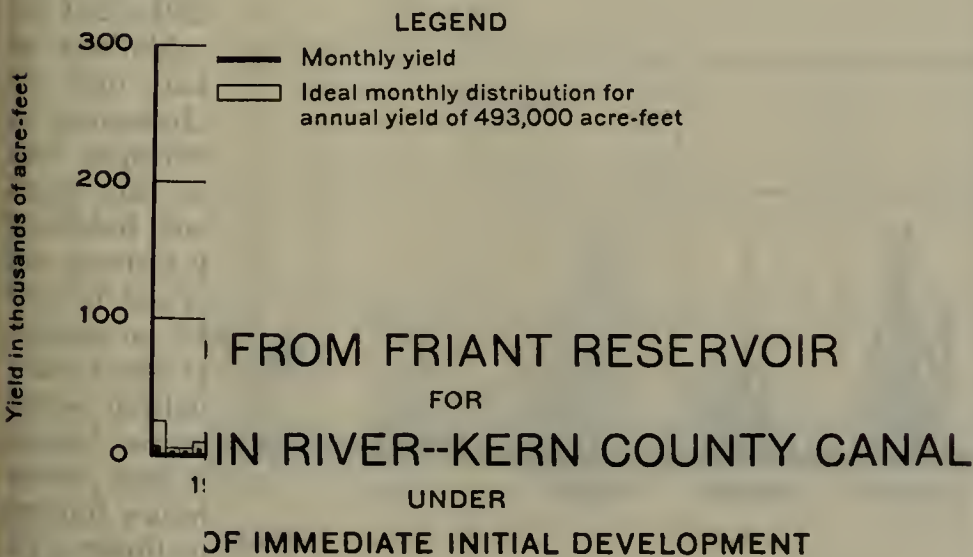 LEGEND
300
Monthly yield
Ideal monthly distribution for
annual yield of 493,000 acre-feet
Yield in thousands of acre-feet
200
100
FROM FRIANT RESERVOIR
FOR
RIVER--KERN COUNTY CANAL
0
UNDER
OF IMMEDIATE INITIAL DEVELOPMENT